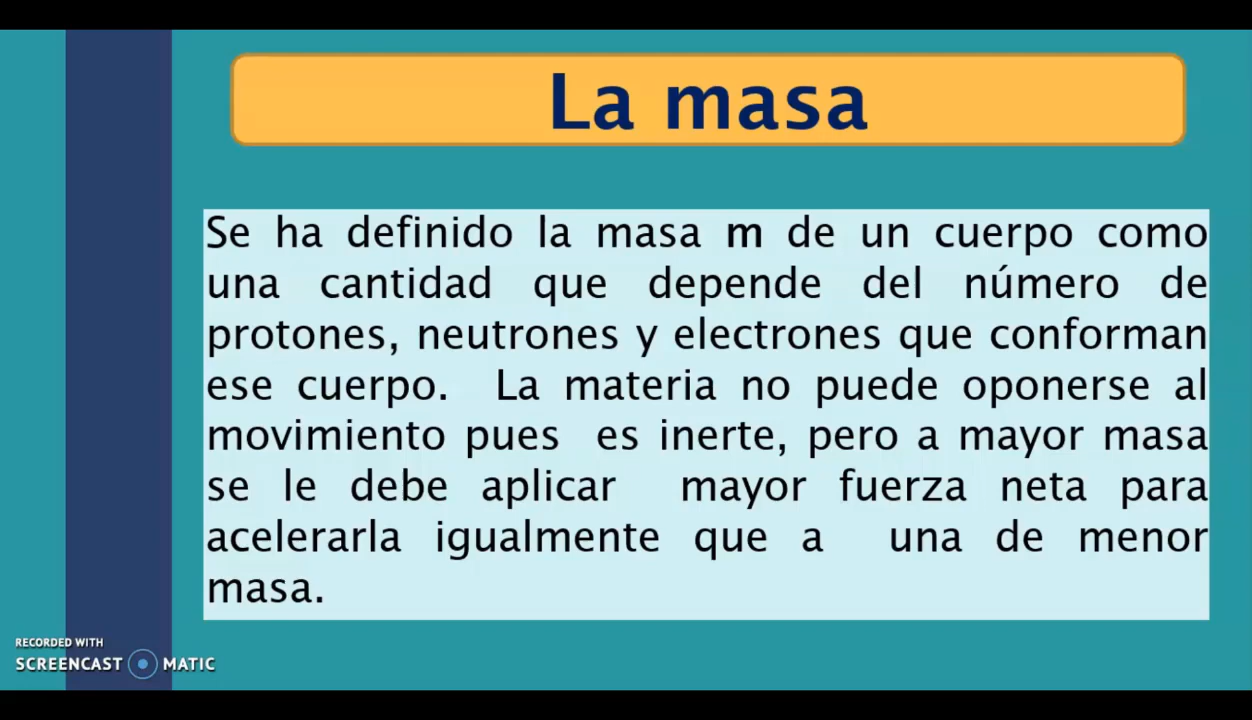 La masa
Se ha definido la masa m de un cuerpo como
una cantidad que depende del número de
protones, neutrones y electrones que conforman
ese cuerpo. La materia no puede oponerse al
movimiento pues es inerte, pero a mayor masa
se le debe aplicar mayor fuerza neta para
acelerarla igualmente que a una de menor
masa.
RECORDED WITH
SCREENCAST MATIC